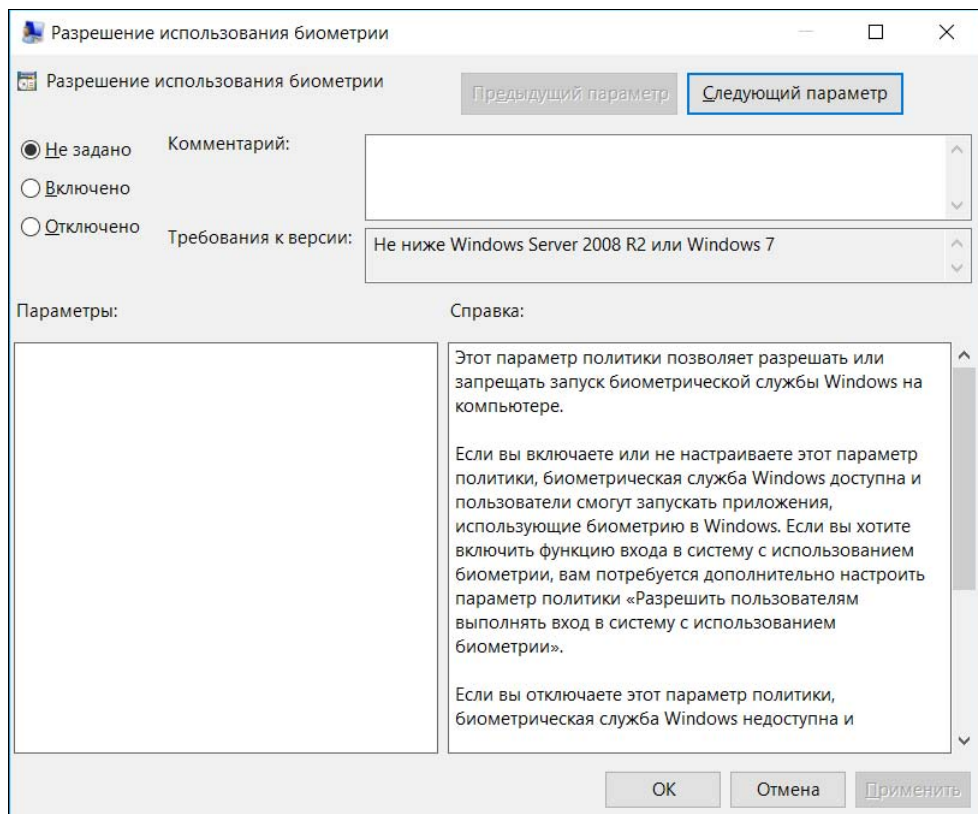 Разрешение использования биометрии
Разрешение использования биометрии
Предыдущий параметр
Следующий параметр
Не задано
Включено
Отключено
Комментарий:
Требования к версии:
Не ниже Windows Server 2008 R2 или Windows 7
Параметры:
Справка:
Этот параметр политики позволяет разрешать или
запрещать запуск биометрической службы Windows на
компьютере.
Если вы включаете или не настраиваете этот параметр
политики, биометрическая служба Windows доступна и
пользователи смогут запускать приложения,
использующие биометрию в Windows. Если вы хотите
включить функцию входа в систему с использованием
биометрии, вам потребуется дополнительно настроить
параметр политики «Разрешить пользователям
выполнять вход в систему с использованием
биометрии».
Если вы отключаете этот параметр политики,
биометрическая служба Windows недоступна и
ОК
Отмена
Применить